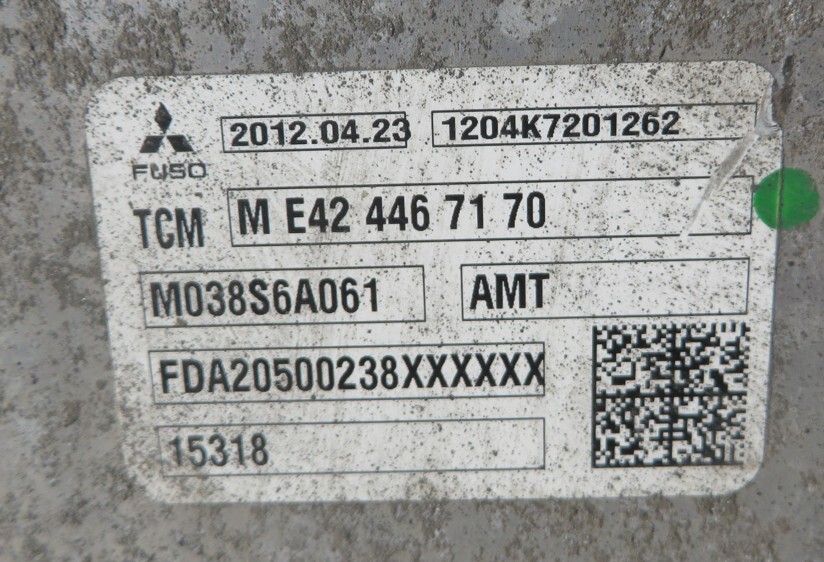 2012.04.23 1204K7201262
FUSO
TCM M E42 446 71 70
M038S6A061 AMT
FDA20500238XXXXXX
15318